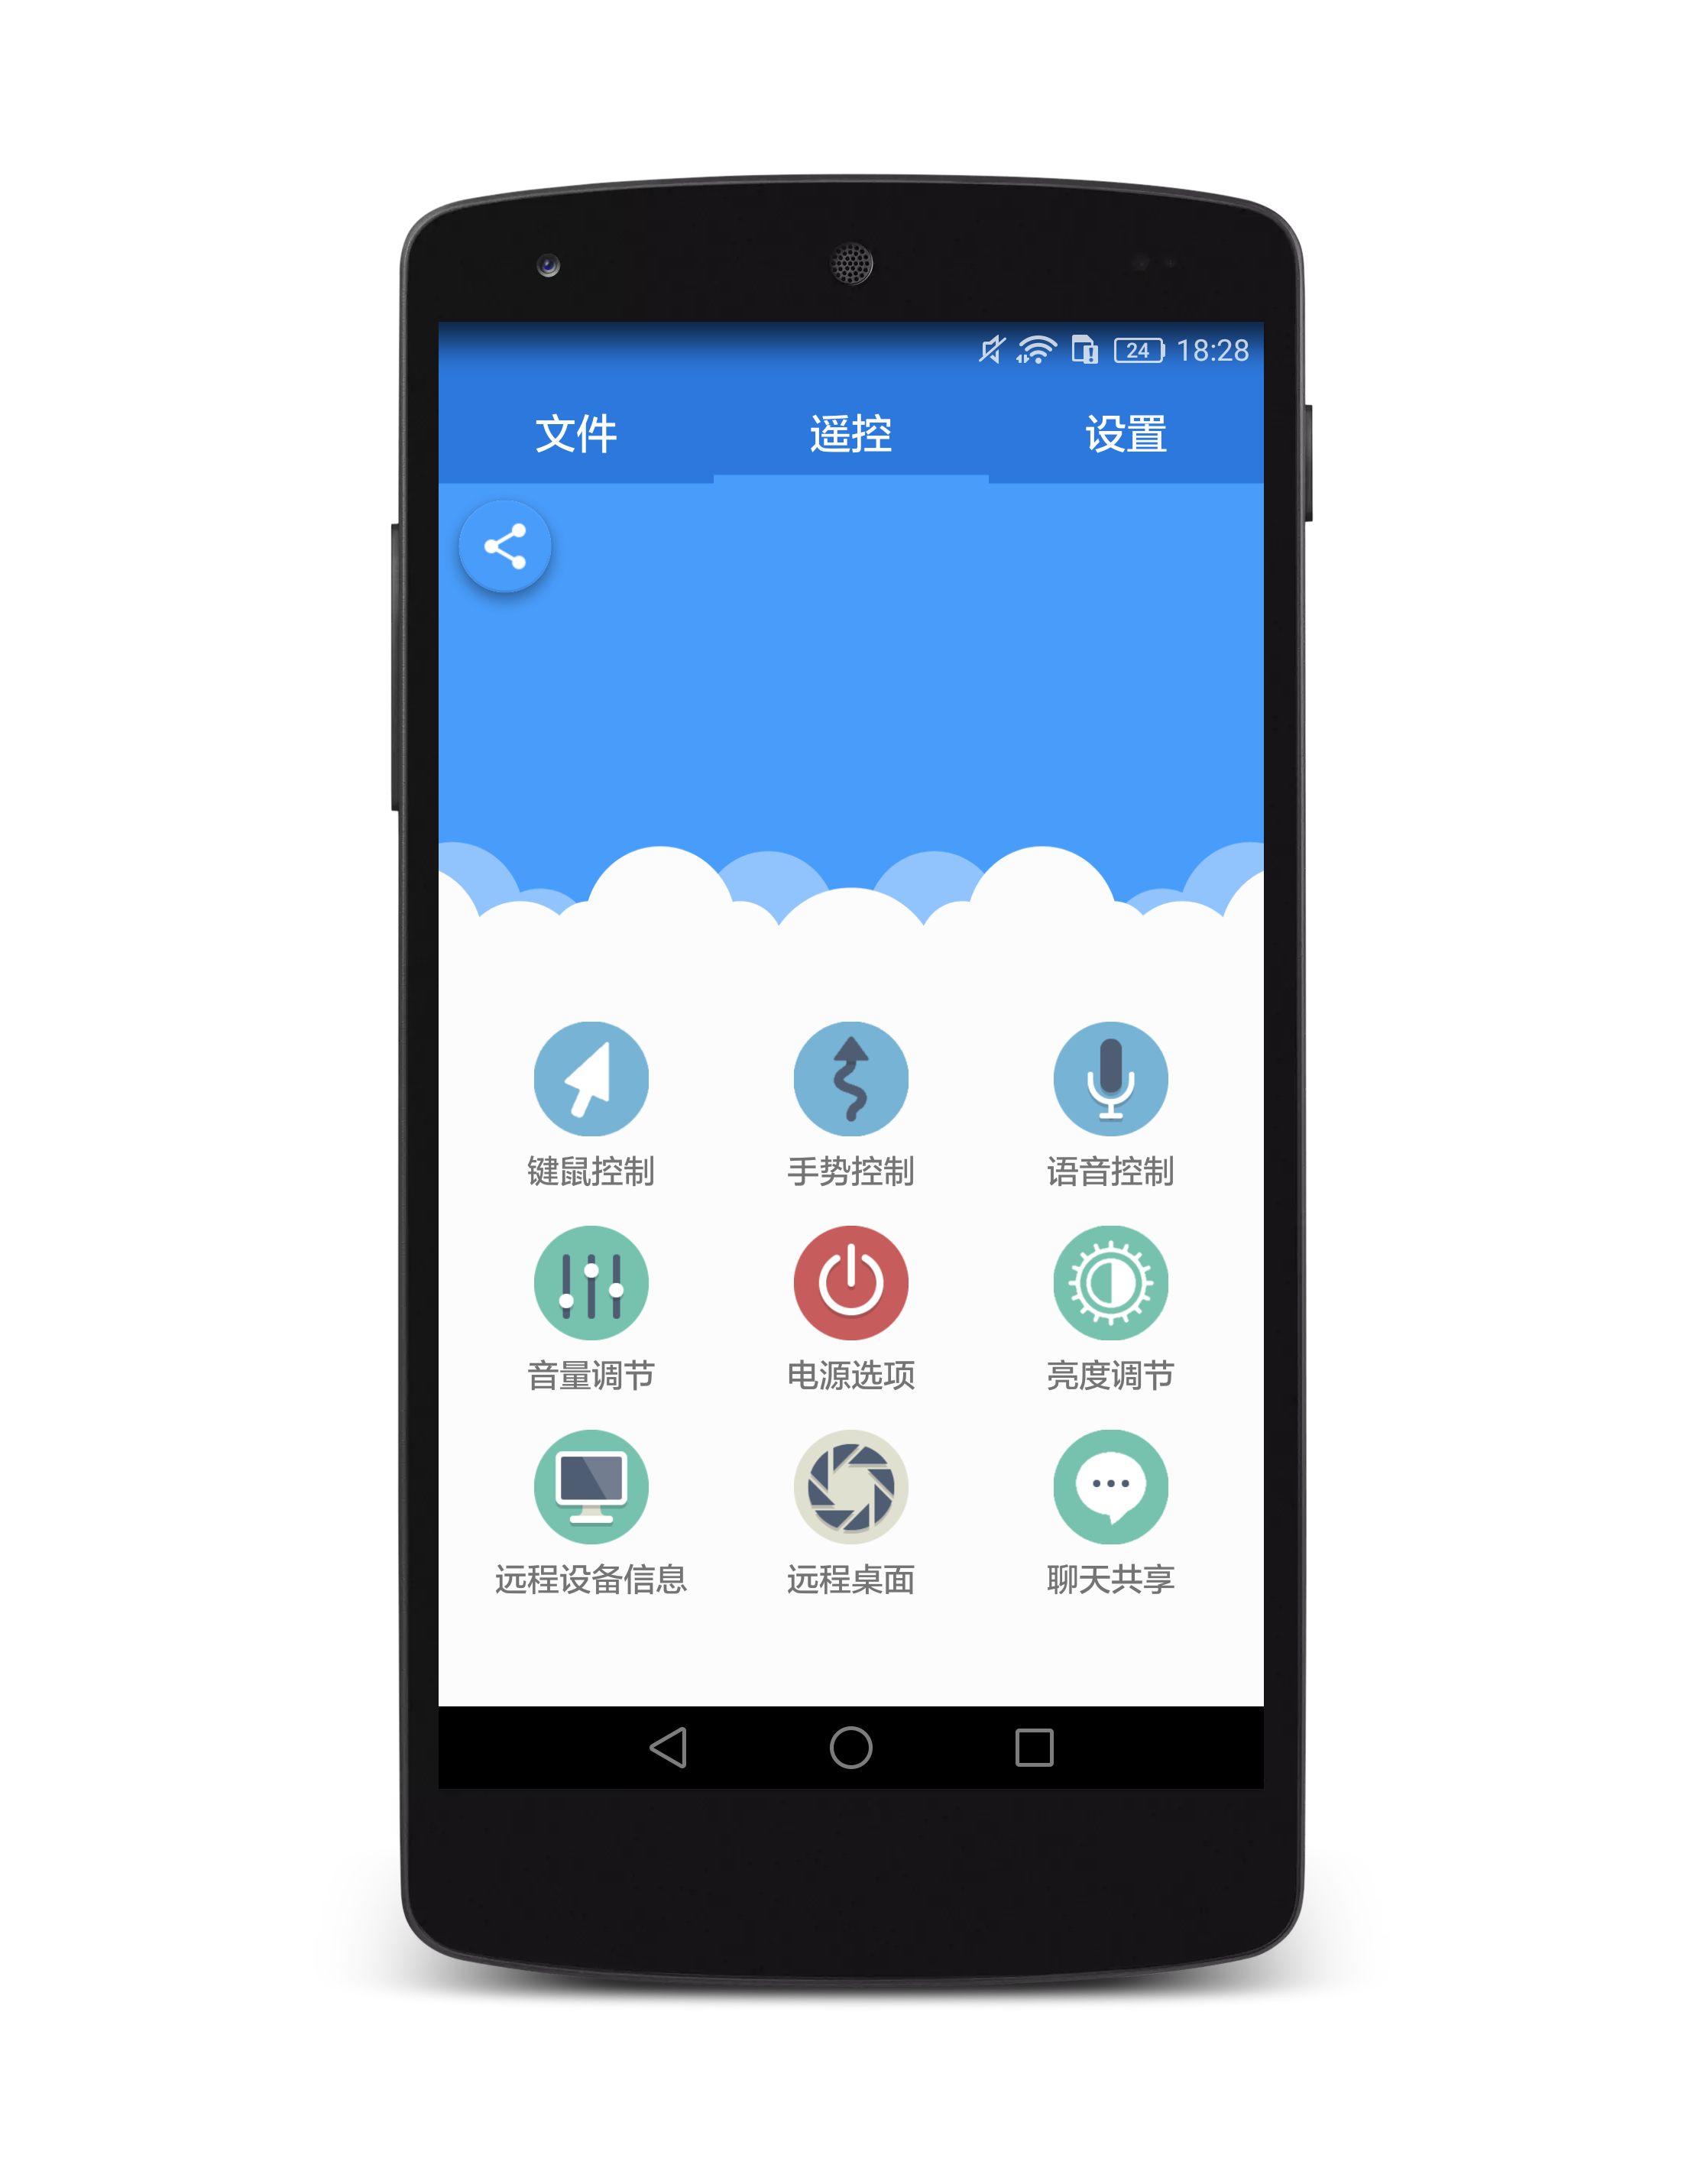 24 18:28
文件 遥控 设置
键鼠控制 手势控制 语音控制
音量调节 电源选项 亮度调节
远程设备信息 远程桌面 聊天共享